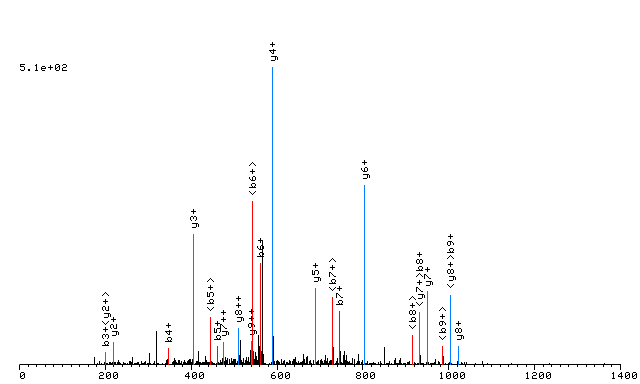 5.1e+02
y4+
y6+
<b6+>
y3+
b6+
<y8+>b9+
<y7+>b8+
y7+
y5+
<b7+>
b7+
<b5+>
y8++
y9++
<b8+>
b3+<y2+>
y2+
b4+
b5+
y7++
<b9+>
y8+
0 200 400 600 800 1000 1200 1400